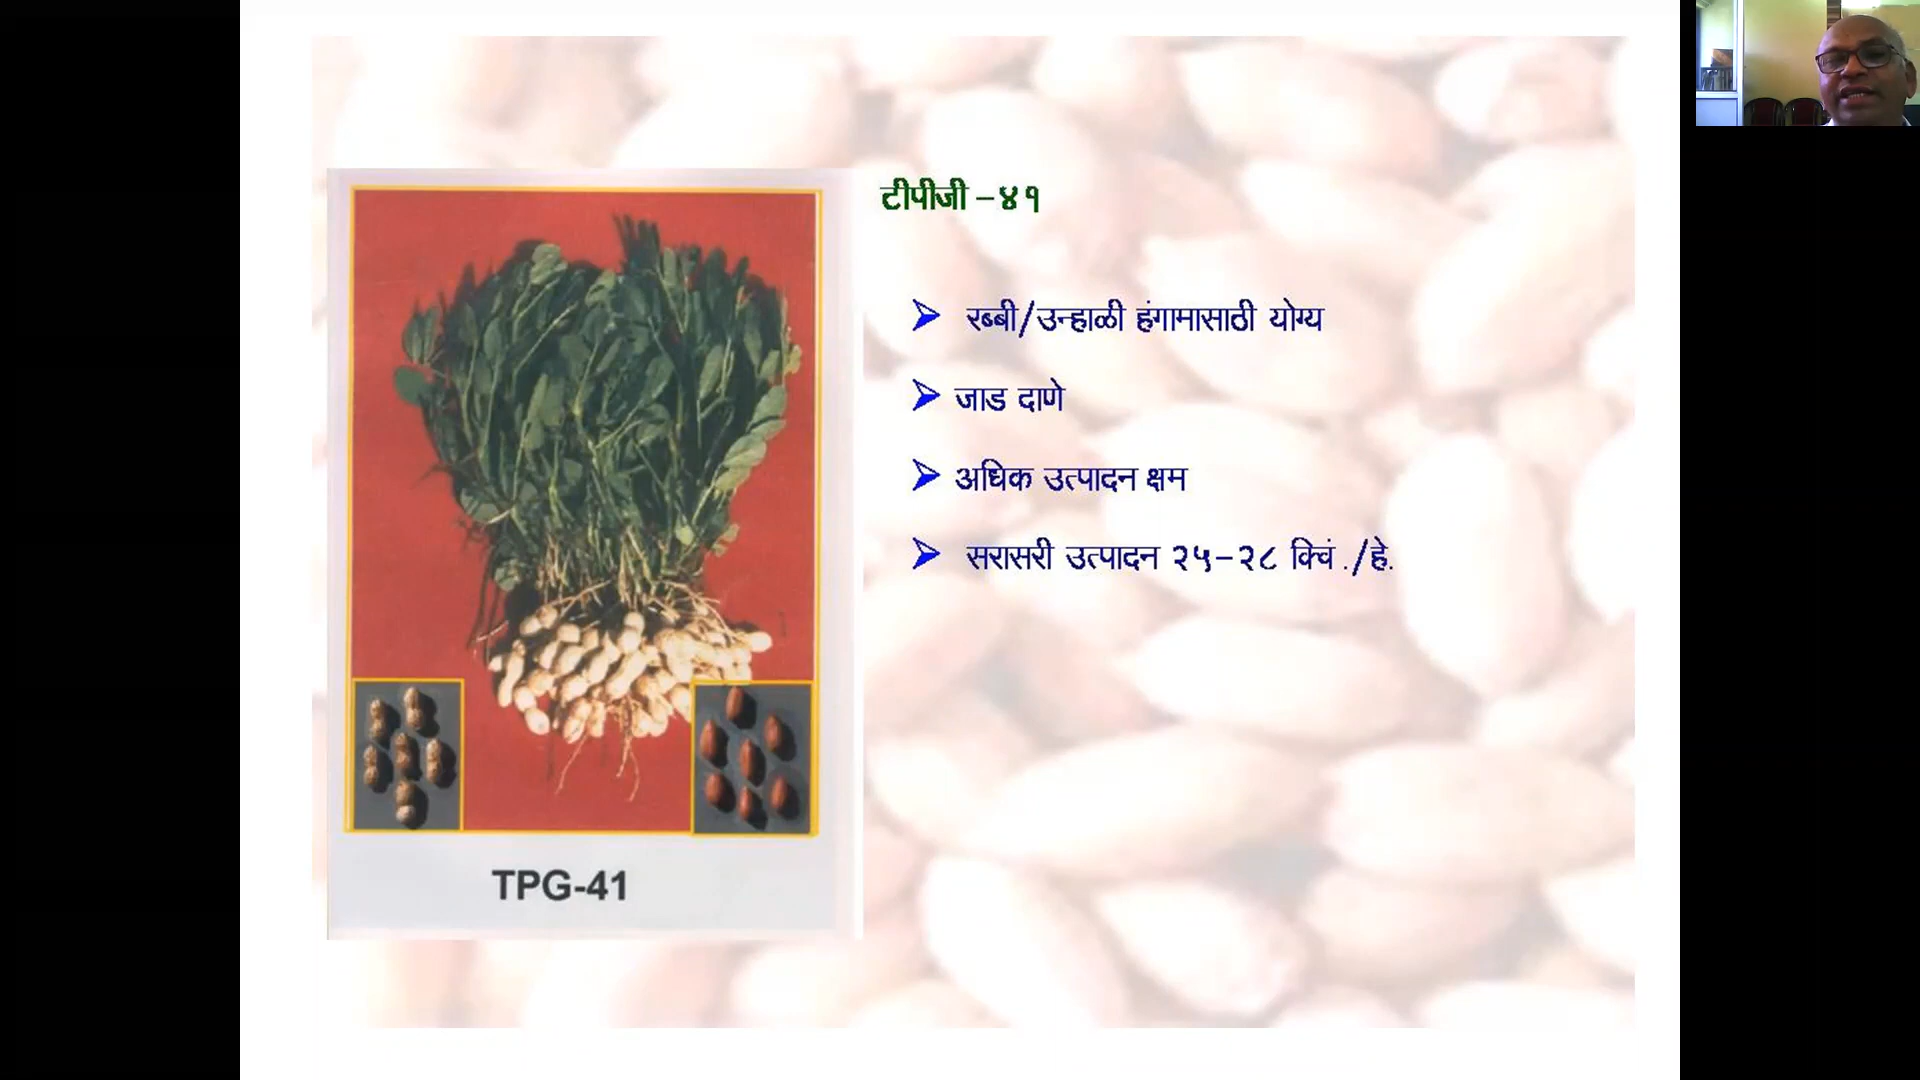 टीपीजी –४१
रब्बी/उन्हाळी हंगामासाठी योग्य
जाड दाणे
अधिक उत्पादन क्षम
सरासरी उत्पादन २५–२८ क्विं ./हे.
TPG-41